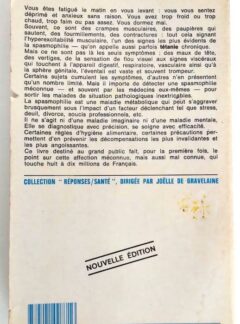 Vous êtes fatigué le matin en vous levant : vous vous sentez
déprimé et anxieux sans raison. Vous avez trop froid ou trop
chaud, trop faim ou pas assez. Vous dormez mal.
Souvent, ce sont des crampes musculaires, des paupières qui
sautent, des fourmillements, des contractures : tout cela signant
l'hyperexcitabilité neuromusculaire, l'un des signes les plus évidents de
la spasmophilie — qu'on appelle aussi parfois tétanie chronique.
Mais ce ne sont pas là les seuls symptômes : des maux de tête,
des vertiges, de la sensation de flou visuel aux signes viscéraux
qui touchent à l'appareil digestif, respiratoire, vasculaire ainsi qu'à
la sphère génitale, l'éventail est vaste et souvent trompeur.
Certains sujets cumulent les symptômes, d'autres n'en présentent
qu'un nombre limité. Mais il importe de dépister une spasmophilie
méconnue — et souvent par les médecins eux-mêmes — pour
sortir les malades de situation pathologiques inextricables.
La spasmophilie est une maladie métabolique qui peut s'aggraver
brusquement sous l'impact d'un facteur déclenchant tel que stress,
deuil, divorce, soucis professionnels, etc.
Il ne s'agit ni d'une maladie imaginaire ni d'une maladie mentale.
Elle se diagnostique avec précision, se soigne avec efficacité.
Certaines règles d'hygiène alimentaire, certaines précautions per-
mettent d'en prévenir les décompensations les plus invalidantes et
les plus angoissantes.
Ce livre destiné au grand public fait, pour la première fois, le
point sur cette affection méconnue, mais aussi mal connue, qui
touche huit à dix millions de Français.
COLLECTION "RÉPONSES/SANTÉ", DIRIGÉE PAR JOËLLE DE GRAVELAINE
NOUVELLE ÉDITION